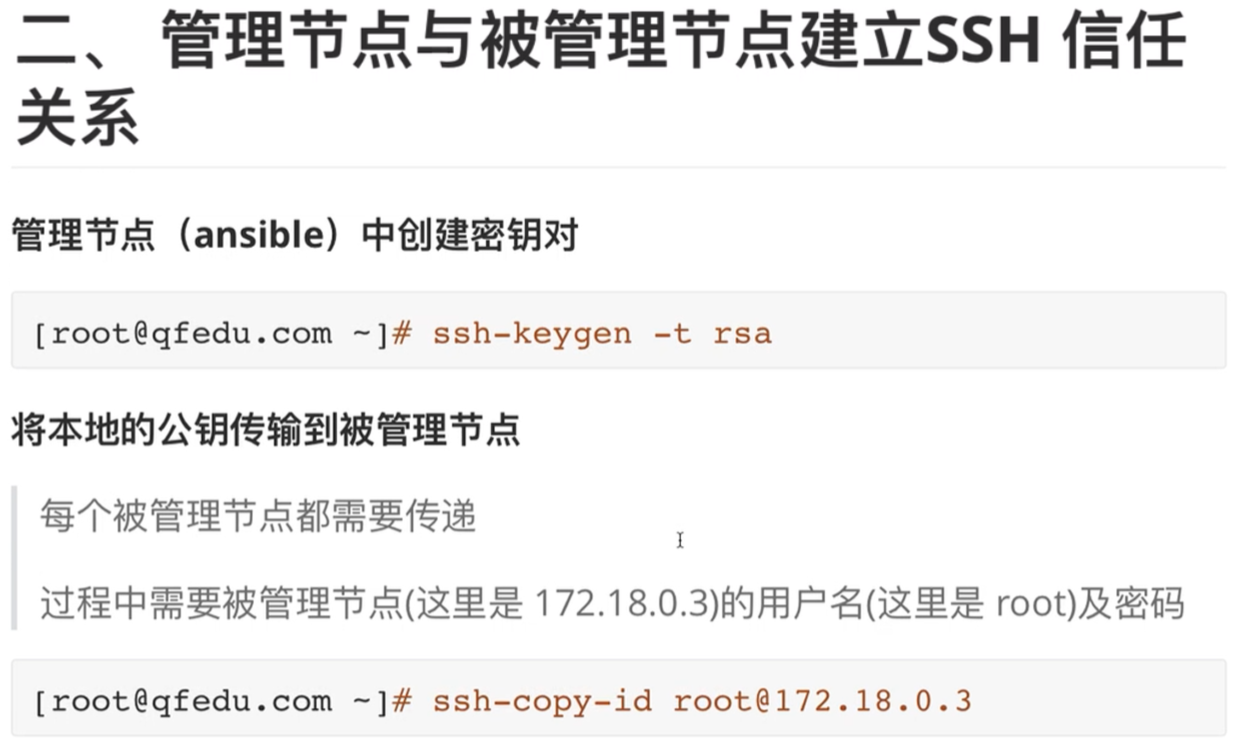 二、 管理节点与被管理节点建立SSH 信任
关系
管理节点（ansible）中创建密钥对
[root@qfedu.com ~]# ssh-keygen -t rsa
将本地的公钥传输到被管理节点
每个被管理节点都需要传递
过程中需要被管理节点(这里是 172.18.0.3)的用户名(这里是 root)及密码
[root@qfedu.com ~]# ssh-copy-id root@172.18.0.3